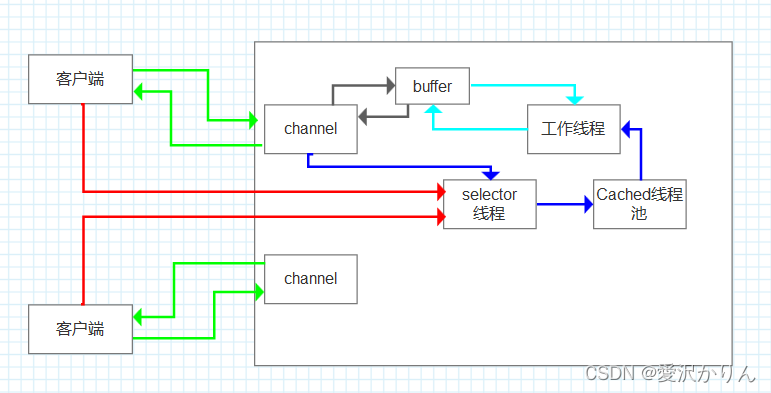 客户端
buffer
channel
工作线程
selector
线程
Cached线程
池
channel
客户端
CSDN @愛沢かりん